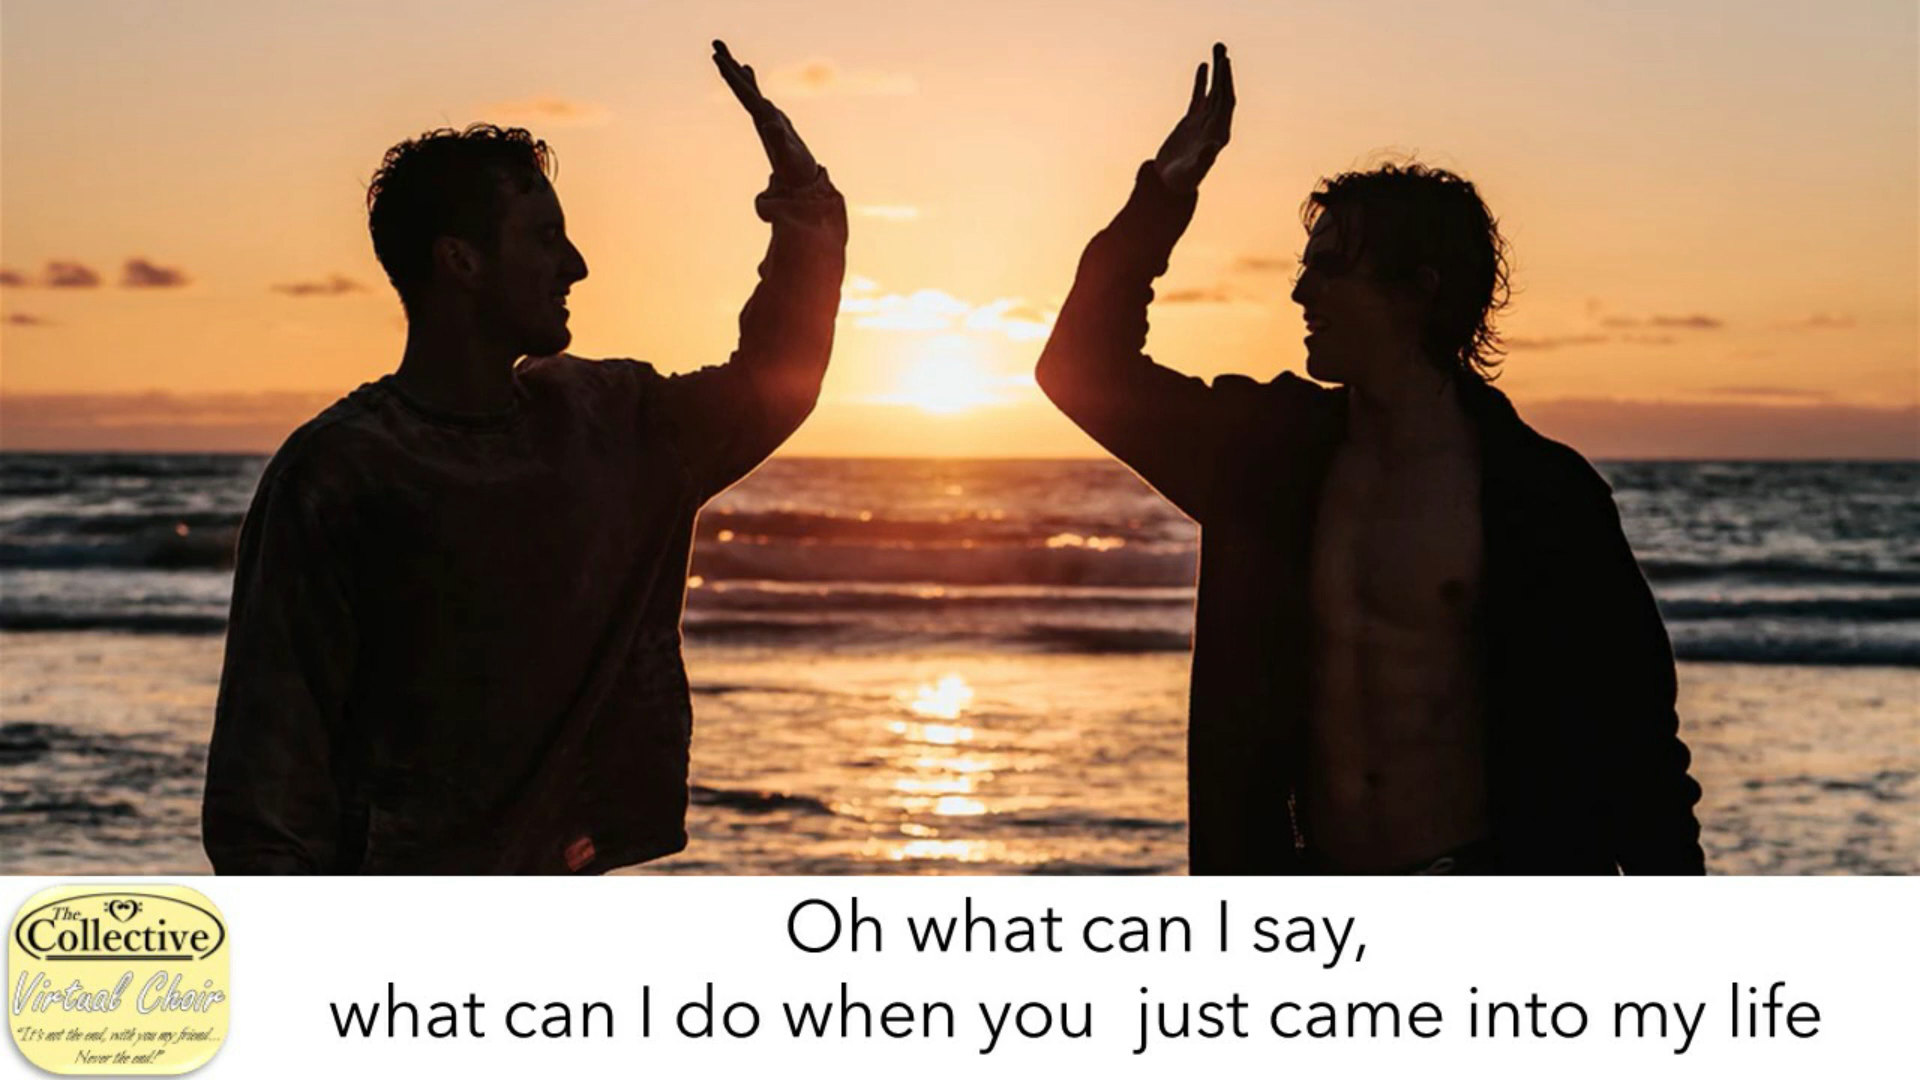 Oh what can I say,
what can I do when you just came into my life
The
Collective
Virtual Choir
"It's not the end, with you my friend...
Never the end!"